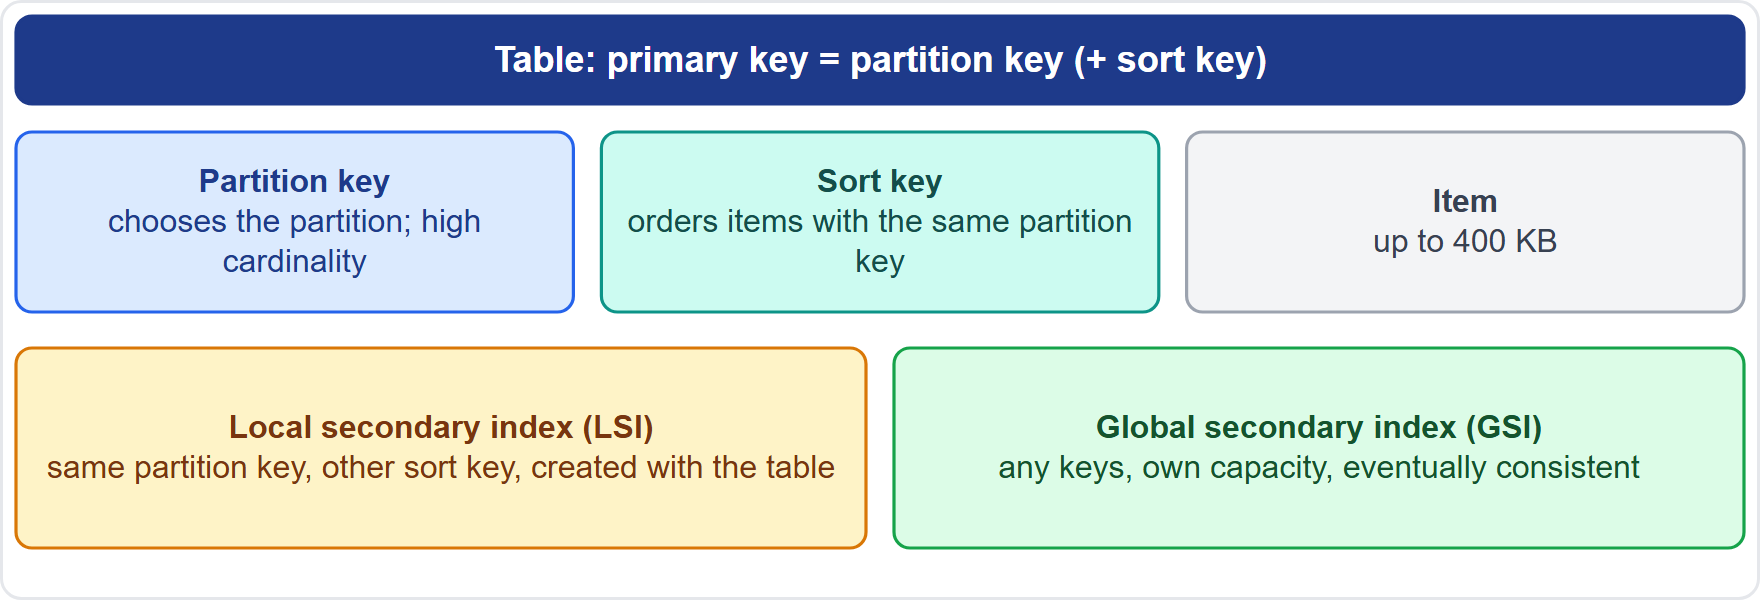 Table: primary key = partition key (+ sort key)
Partition key
chooses the partition; high
cardinality
Sort key
orders items with the same partition
key
Item
up to 400 KB
Local secondary index (LSI)
same partition key, other sort key, created with the table
Global secondary index (GSI)
any keys, own capacity, eventually consistent